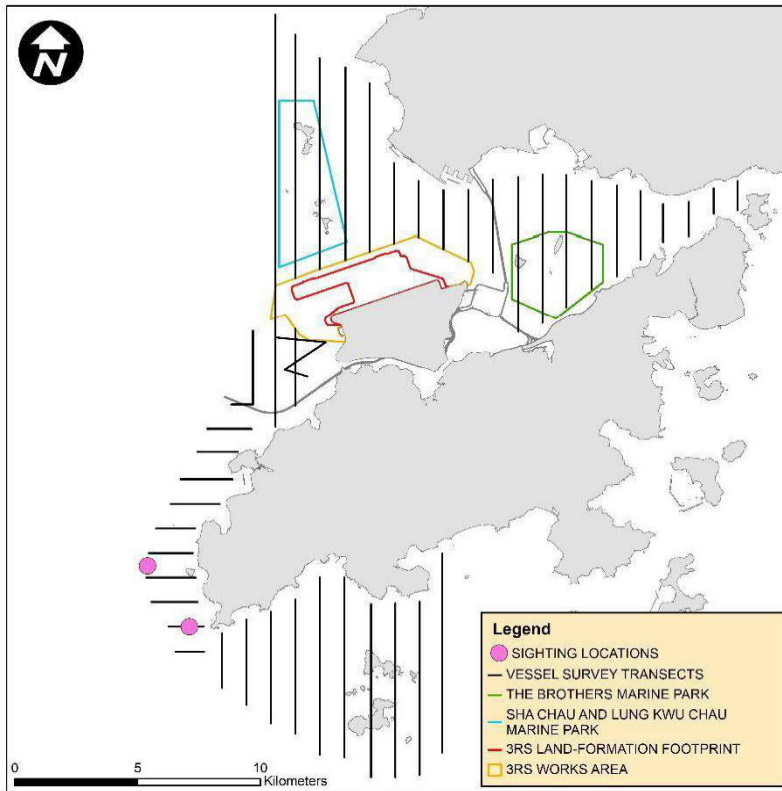 N
Legend
SIGHTING LOCATIONS
VESSEL SURVEY TRANSECTS
THE BROTHERS MARINE PARK
SHA CHAU AND LUNG KWU CHAU
MARINE PARK
3RS LAND-FORMATION FOOTPRINT
3RS WORKS AREA
0 5 10
Kilometers